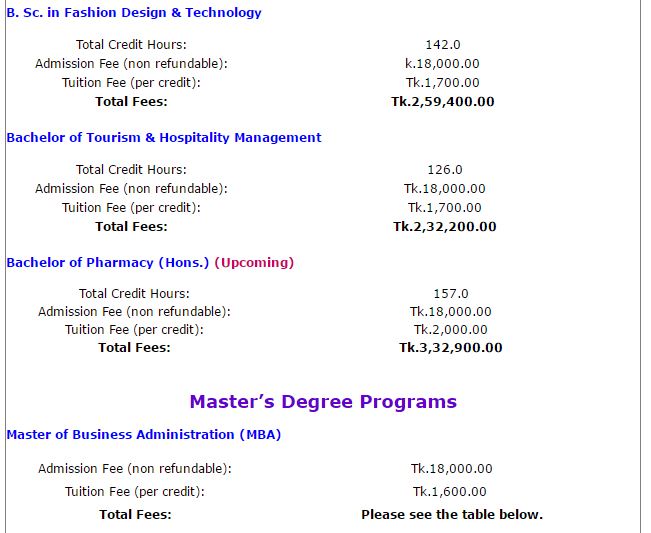 B. Sc. in Fashion Design & Technology
Total Credit Hours: 142.0
Admission Fee (non refundable): k.18,000.00
Tuition Fee (per credit): Tk.1,700.00
Total Fees: Tk.2,59,400.00
Bachelor of Tourism & Hospitality Management
Total Credit Hours: 126.0
Admission Fee (non refundable): Tk.18,000.00
Tuition Fee (per credit): Tk.1,700.00
Total Fees: Tk.2,32,200.00
Bachelor of Pharmacy (Hons.) (Upcoming)
Total Credit Hours: 157.0
Admission Fee (non refundable): Tk.18,000.00
Tuition Fee (per credit): Tk.2,000.00
Total Fees: Tk.3,32,900.00
Master’s Degree Programs
Master of Business Administration (MBA)
Admission Fee (non refundable): Tk.18,000.00
Tuition Fee (per credit): Tk.1,600.00
Total Fees: Please see the table below.